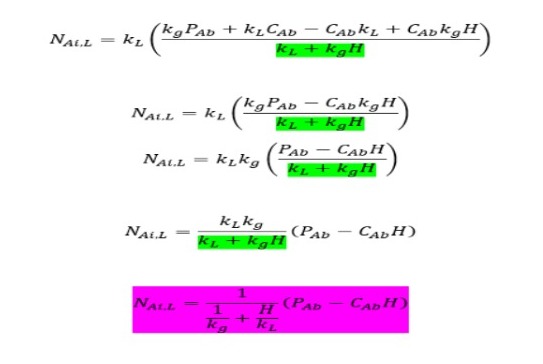 N_{Ai,L} = k_L \left( \frac{k_g P_{Ab} + k_L C_{Ab} - C_{Ab} k_L + C_{Ab} k_g H}{k_L + k_g H} \right)
N_{Ai,L} = k_L \left( \frac{k_g P_{Ab} - C_{Ab} k_g H}{k_L + k_g H} \right)
N_{Ai,L} = k_L k_g \left( \frac{P_{Ab} - C_{Ab} H}{k_L + k_g H} \right)
N_{Ai,L} = \frac{k_L k_g}{k_L + k_g H} (P_{Ab} - C_{Ab} H)
N_{Ai,L} = \frac{1}{\frac{1}{k_g} + \frac{H}{k_L}} (P_{Ab} - C_{Ab} H)